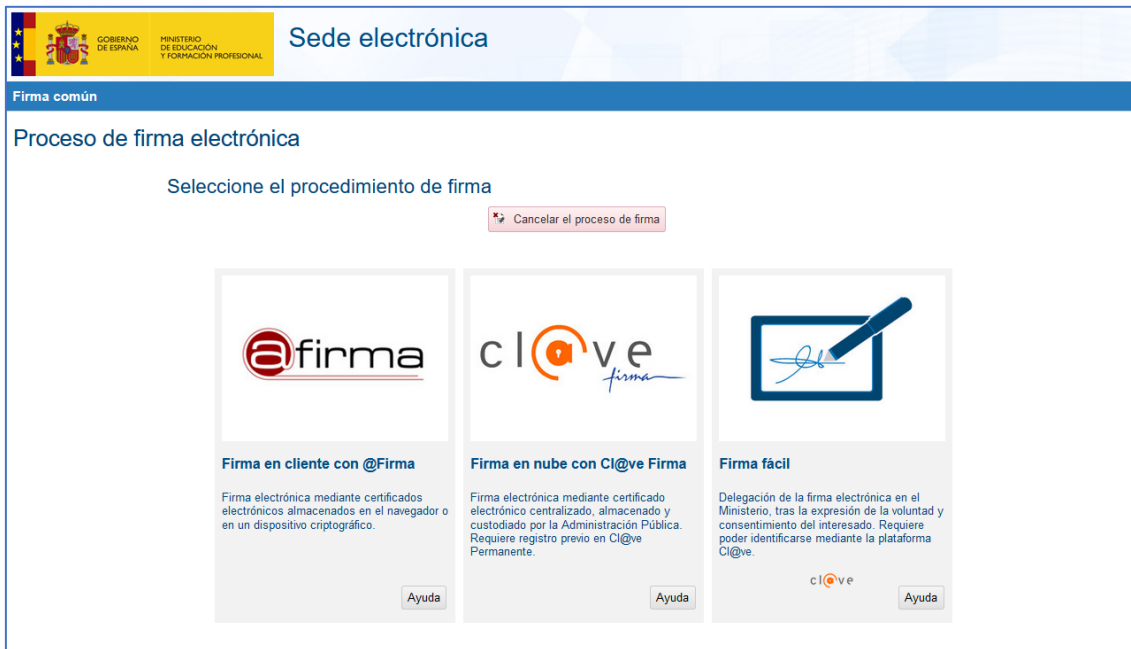 GOBIERNO
DE ESPAÑA
MINISTERIO
DE EDUCACIÓN
Y FORMACIÓN PROFESIONAL
Sede electrónica
Firma común
Proceso de firma electrónica
Seleccione el procedimiento de firma
Cancelar el proceso de firma
@firma
cl@ve
firma
Firma en cliente con @Firma
Firma electrónica mediante certificados
electrónicos almacenados en el navegador o
en un dispositivo criptográfico.
Ayuda
Firma en nube con Cl@ve Firma
Firma electrónica mediante certificado
electrónico centralizado, almacenado y
custodiado por la Administración Pública.
Requiere registro previo en Cl@ve
Permanente.
Ayuda
Firma fácil
Delegación de la firma electrónica en el
Ministerio, tras la expresión de la voluntad y
consentimiento del interesado. Requiere
poder identificarse mediante la plataforma
Cl@ve.
cl@ve
Ayuda